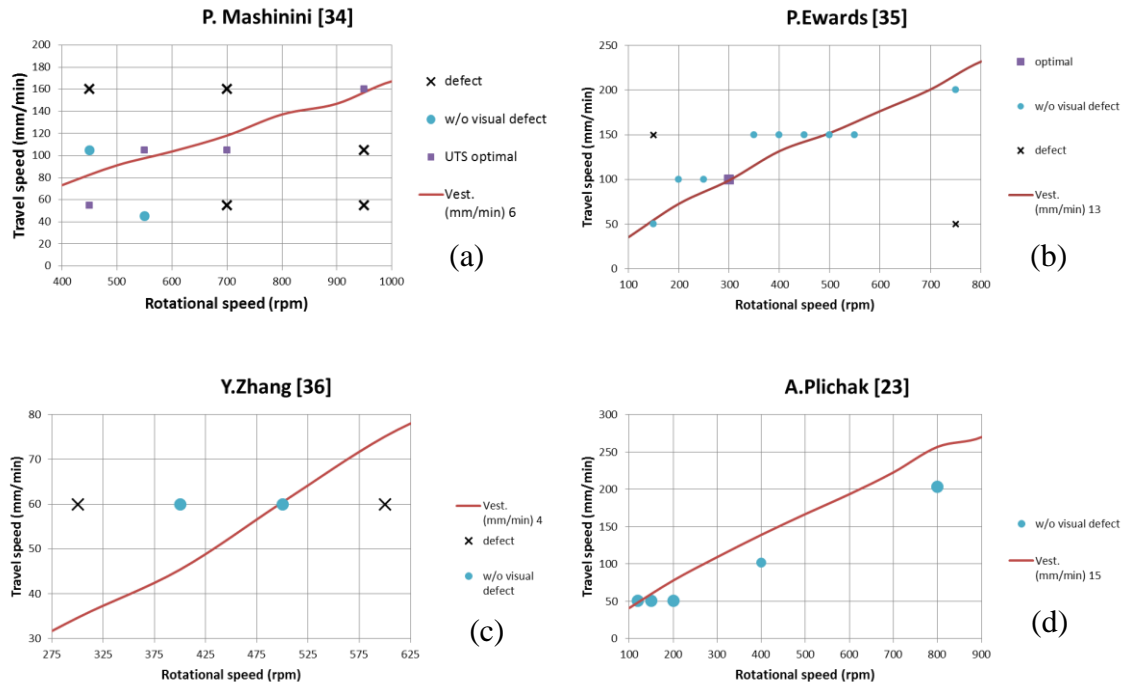 P. Mashinini [34]
Travel speed (mm/min)
200
180
160
140
120
100
80
60
40
20
0
400 500 600 700 800 900 1000
Rotational speed (rpm)
defect
w/o visual defect
UTS optimal
Vest.
(mm/min) 6
(a)
P.Ewards [35]
Travel speed (mm/min)
250
200
150
100
50
0
100 200 300 400 500 600 700 800
Rotational speed (rpm)
optimal
w/o visual defect
defect
Vest.
(mm/min) 13
(b)
Y.Zhang [36]
Travel speed (mm/min)
80
70
60
50
40
30
275 325 375 425 475 525 575 625
Rotational speed (rpm)
Vest.
(mm/min) 4
defect
w/o visual
defect
(c)
A.Plichak [23]
Travel speed (mm/min)
300
250
200
150
100
50
0
100 200 300 400 500 600 700 800 900
Rotational speed (rpm)
w/o visual defect
Vest.
(mm/min) 15
(d)